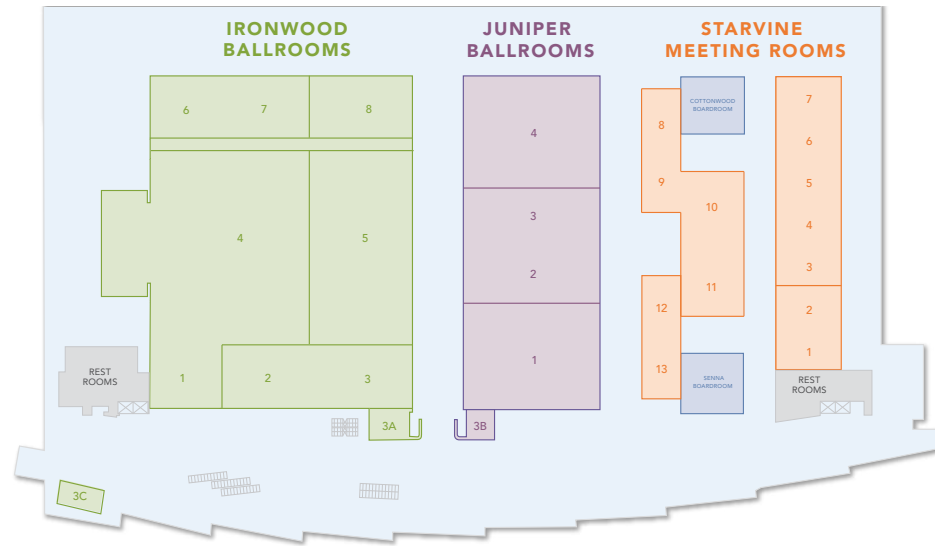 IRONWOOD
BALLROOMS
JUNIPER
BALLROOMS
STARVINE
MEETING ROOMS
6
7
8
4
5
1
2
3
3A
3C
REST
ROOMS
4
3
2
1
3B
COTTONWOOD
BOARDROOM
8
9
10
11
12
13
SENNA
BOARDROOM
7
6
5
4
3
2
1
REST
ROOMS